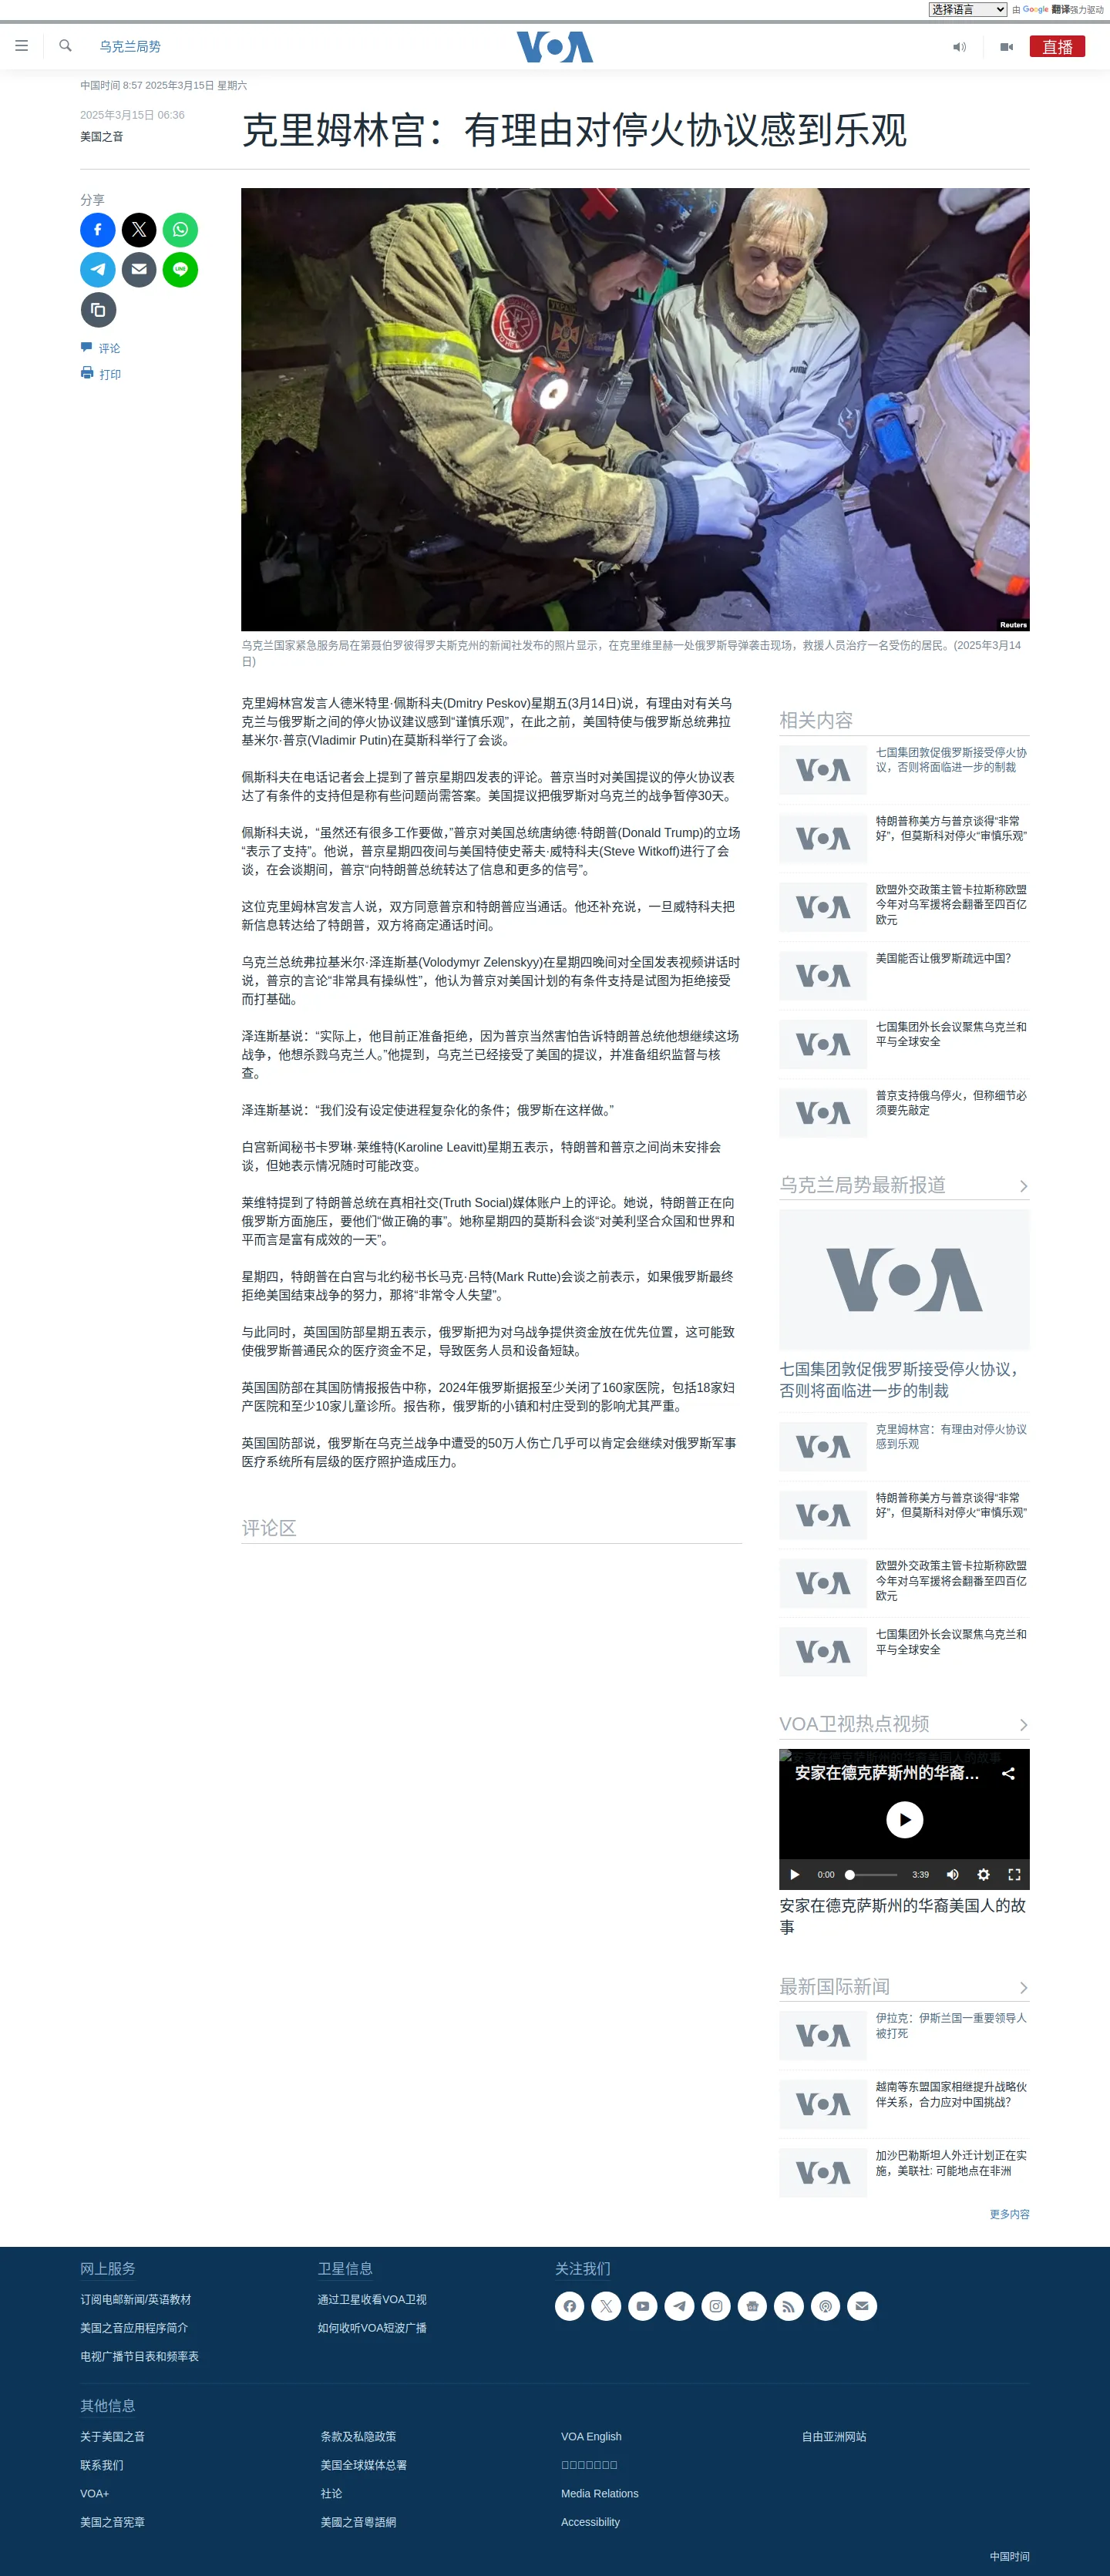 选择语言
由 Google 翻译强力驱动
乌克兰局势
VOA
直播
中国时间 8:57 2025年3月15日 星期六
2025年3月15日 06:36
美国之音
克里姆林宫：有理由对停火协议感到乐观
分享
评论
打印
PUMA
Reuters
乌克兰国家紧急服务局在第聂伯罗彼得罗夫斯克州的新闻社发布的照片显示，在克里维里赫一处俄罗斯导弹袭击现场，救援人员治疗一名受伤的居民。(2025年3月14
日)
克里姆林宫发言人德米特里·佩斯科夫(Dmitry Peskov)星期五(3月14日)说，有理由对有关乌
克兰与俄罗斯之间的停火协议建议感到“谨慎乐观”，在此之前，美国特使与俄罗斯总统弗拉
基米尔·普京(Vladimir Putin)在莫斯科举行了会谈。
佩斯科夫在电话记者会上提到了普京星期四发表的评论。普京当时对美国提议的停火协议表
达了有条件的支持但是称有些问题尚需答案。美国提议把俄罗斯对乌克兰的战争暂停30天。
佩斯科夫说，“虽然还有很多工作要做，”普京对美国总统唐纳德·特朗普(Donald Trump)的立场
“表示了支持”。他说，普京星期四夜间与美国特使史蒂夫·威特科夫(Steve Witkoff)进行了会
谈，在会谈期间，普京“向特朗普总统转达了信息和更多的信号”。
这位克里姆林宫发言人说，双方同意普京和特朗普应当通话。他还补充说，一旦威特科夫把
新信息转达给了特朗普，双方将商定通话时间。
乌克兰总统弗拉基米尔·泽连斯基(Volodymyr Zelenskyy)在星期四晚间对全国发表视频讲话时
说，普京的言论“非常具有操纵性”，他认为普京对美国计划的有条件支持是试图为拒绝接受
而打基础。
泽连斯基说：“实际上，他目前正准备拒绝，因为普京当然害怕告诉特朗普总统他想继续这场
战争，他想杀戮乌克兰人。”他提到，乌克兰已经接受了美国的提议，并准备组织监督与核
查。
泽连斯基说：“我们没有设定使进程复杂化的条件；俄罗斯在这样做。”
白宫新闻秘书卡罗琳·莱维特(Karoline Leavitt)星期五表示，特朗普和普京之间尚未安排会
谈，但她表示情况随时可能改变。
莱维特提到了特朗普总统在真相社交(Truth Social)媒体账户上的评论。她说，特朗普正在向
俄罗斯方面施压，要他们“做正确的事”。她称星期四的莫斯科会谈“对美利坚合众国和世界和
平而言是富有成效的一天”。
星期四，特朗普在白宫与北约秘书长马克·吕特(Mark Rutte)会谈之前表示，如果俄罗斯最终
拒绝美国结束战争的努力，那将“非常令人失望”。
与此同时，英国国防部星期五表示，俄罗斯把为对乌战争提供资金放在优先位置，这可能致
使俄罗斯普通民众的医疗资金不足，导致医务人员和设备短缺。
英国国防部在其国防情报报告中称，2024年俄罗斯据报至少关闭了160家医院，包括18家妇
产医院和至少10家儿童诊所。报告称，俄罗斯的小镇和村庄受到的影响尤其严重。
英国国防部说，俄罗斯在乌克兰战争中遭受的50万人伤亡几乎可以肯定会继续对俄罗斯军事
医疗系统所有层级的医疗照护造成压力。
评论区
相关内容
VOA
七国集团敦促俄罗斯接受停火协
议，否则将面临进一步的制裁
VOA
特朗普称美方与普京谈得“非常
好”，但莫斯科对停火“审慎乐观”
VOA
欧盟外交政策主管卡拉斯称欧盟
今年对乌军援将会翻番至四百亿
欧元
VOA
美国能否让俄罗斯疏远中国？
VOA
七国集团外长会议聚焦乌克兰和
平与全球安全
VOA
普京支持俄乌停火，但称细节必
须要先敲定
乌克兰局势最新报道
VOA
七国集团敦促俄罗斯接受停火协议，
否则将面临进一步的制裁
VOA
克里姆林宫：有理由对停火协议
感到乐观
VOA
特朗普称美方与普京谈得“非常
好”，但莫斯科对停火“审慎乐观”
VOA
欧盟外交政策主管卡拉斯称欧盟
今年对乌军援将会翻番至四百亿
欧元
VOA
七国集团外长会议聚焦乌克兰和
平与全球安全
VOA卫视热点视频
安家在德克萨斯州的华裔美国人的故事
安家在德克萨斯州的华裔…
0:00
3:39
安家在德克萨斯州的华裔美国人的故
事
最新国际新闻
VOA
伊拉克：伊斯兰国一重要领导人
被打死
VOA
越南等东盟国家相继提升战略伙
伴关系，合力应对中国挑战？
VOA
加沙巴勒斯坦人外迁计划正在实
施，美联社: 可能地点在非洲
更多内容
网上服务
订阅电邮新闻/英语教材
美国之音应用程序简介
电视广播节目表和频率表
卫星信息
通过卫星收看VOA卫视
如何收听VOA短波广播
关注我们
其他信息
关于美国之音
联系我们
VOA+
美国之音宪章
条款及私隐政策
美国全球媒体总署
社论
美國之音粵語網
VOA English
Media Relations
Accessibility
自由亚洲网站
中国时间